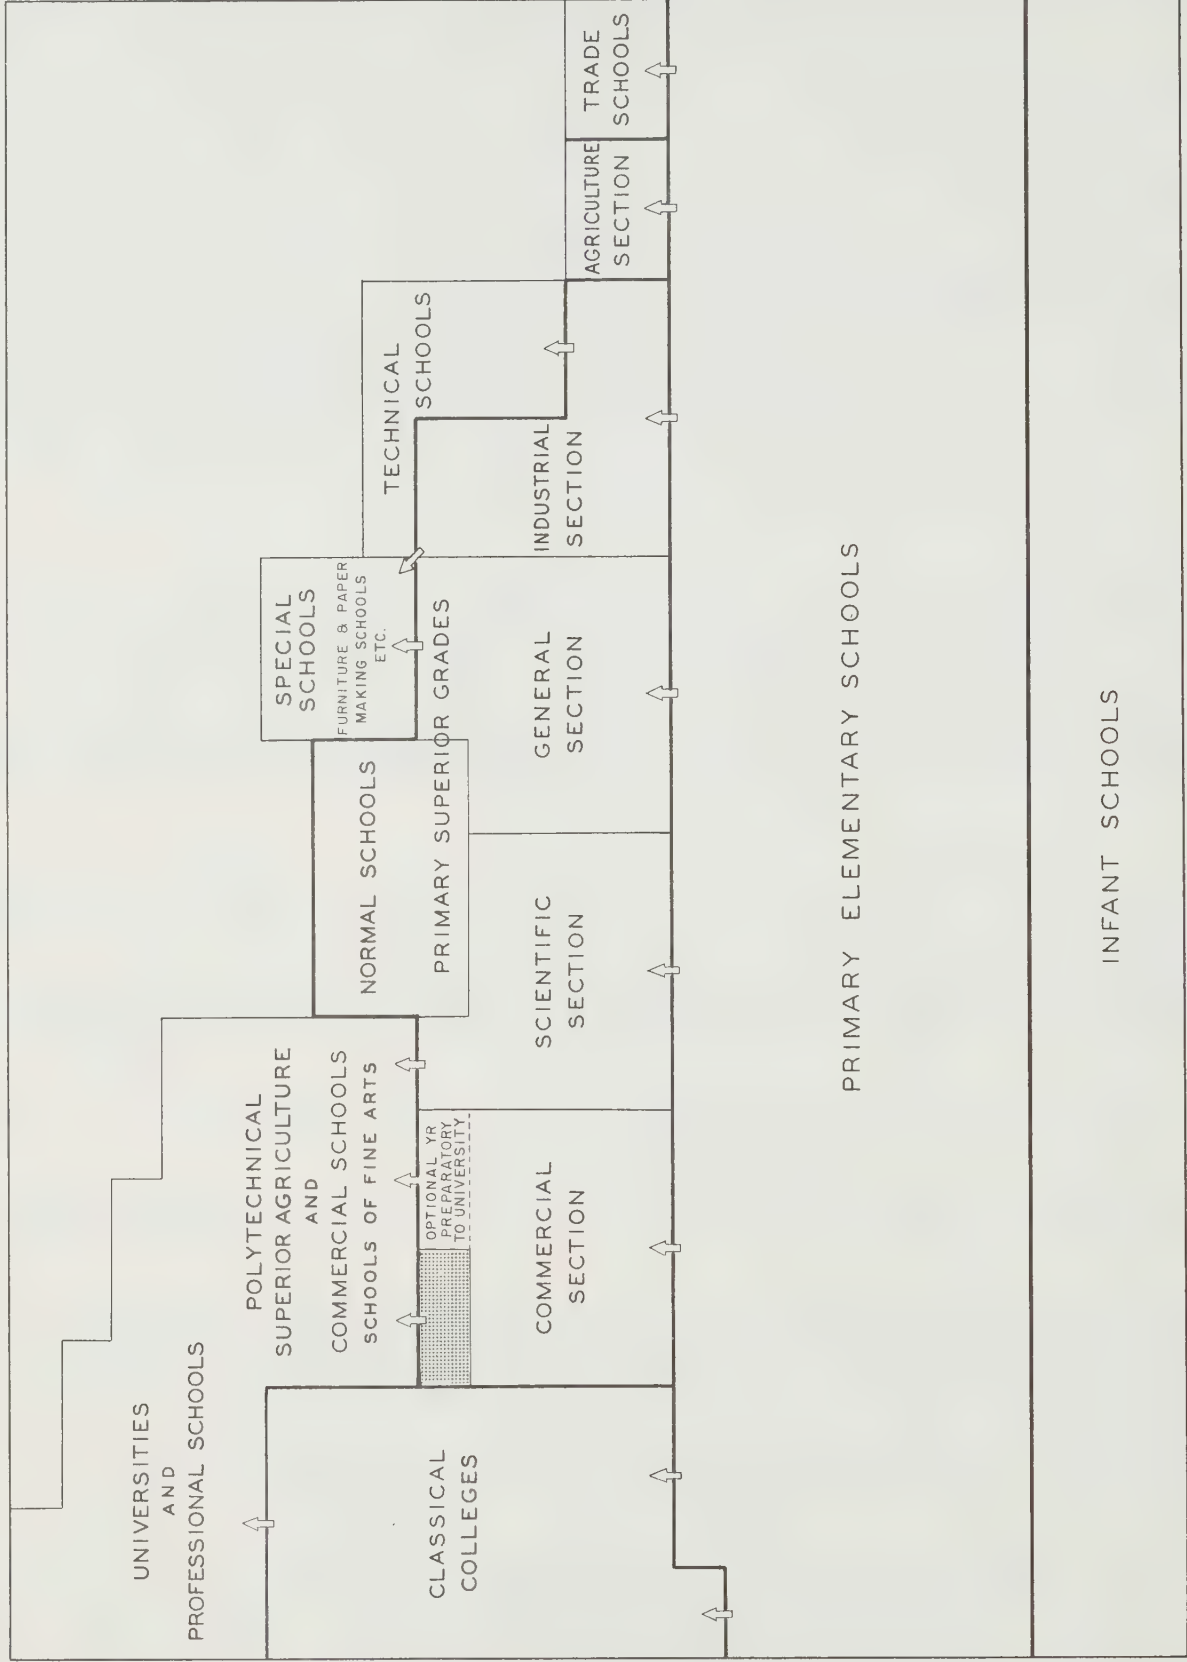 UNIVERSITIES
AND
PROFESSIONAL SCHOOLS
POLYTECHNICAL
SUPERIOR AGRICULTURE
AND
COMMERCIAL SCHOOLS
SCHOOLS OF FINE ARTS
NORMAL SCHOOLS
SPECIAL
SCHOOLS
FURNITURE & PAPER
MAKING SCHOOLS
ETC.
TECHNICAL
SCHOOLS
CLASSICAL
COLLEGES
OPTIONAL YR
PREPARATORY
TO UNIVERSITY
PRIMARY SUPERIOR GRADES
COMMERCIAL
SECTION
SCIENTIFIC
SECTION
GENERAL
SECTION
INDUSTRIAL
SECTION
AGRICULTURE
SECTION
TRADE
SCHOOLS
PRIMARY ELEMENTARY SCHOOLS
INFANT SCHOOLS